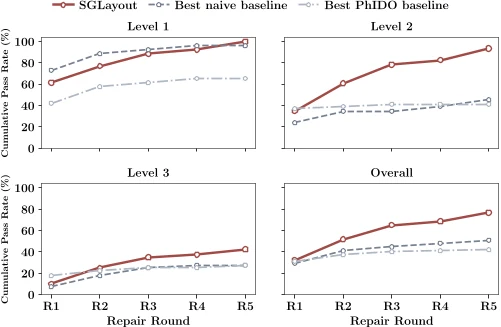 SGLayout Best naive baseline Best PhIDO baseline
Level 1 Level 2
Cumulative Pass Rate (%)
100
80
60
40
20
0
Level 3 Overall
Cumulative Pass Rate (%)
100
80
60
40
20
0
R1 R2 R3 R4 R5 R1 R2 R3 R4 R5
Repair Round Repair Round